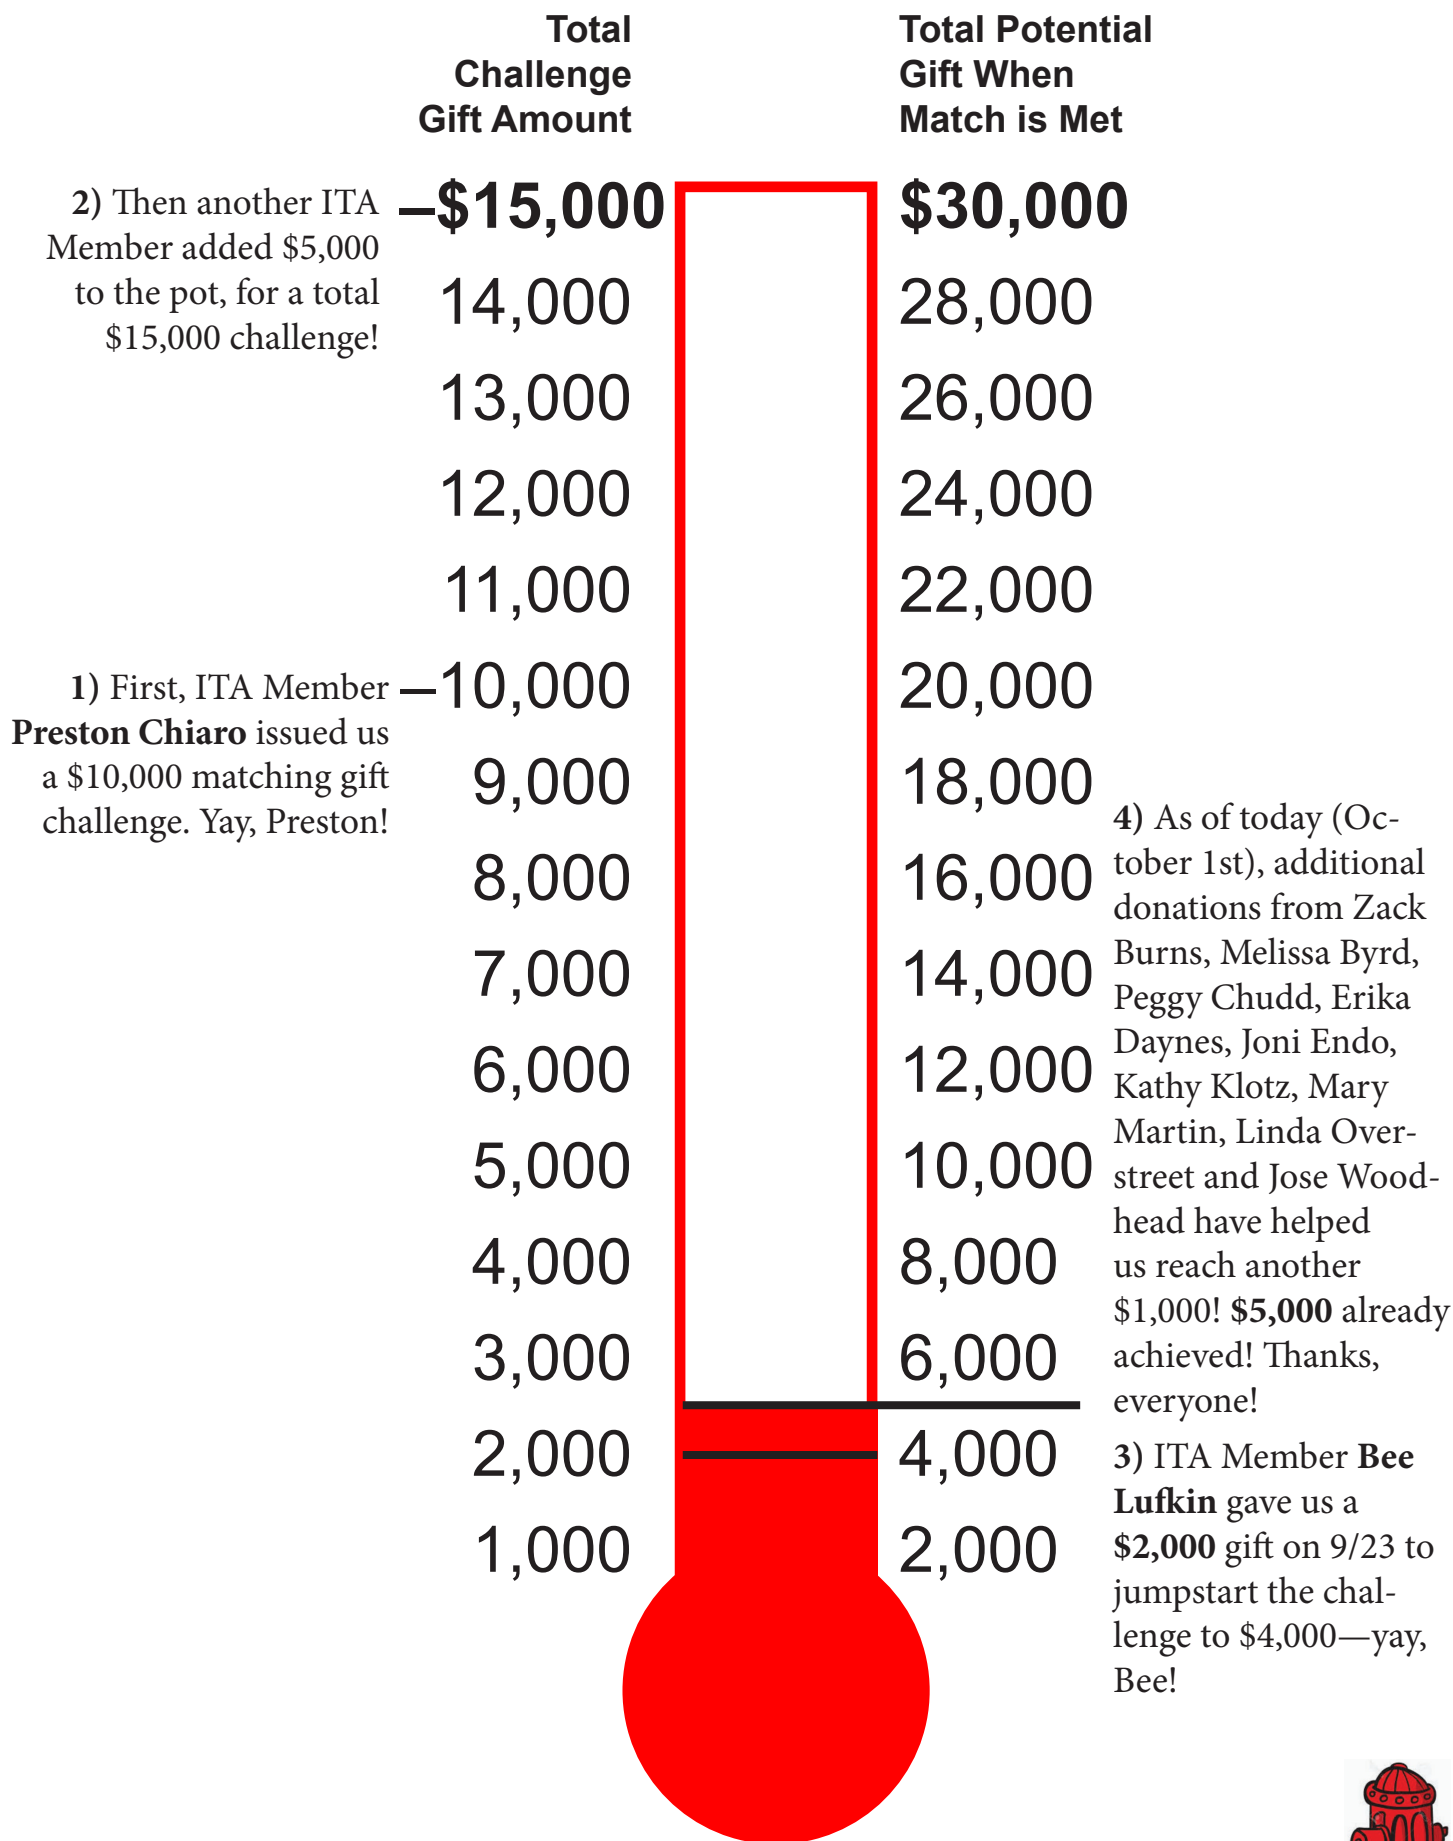 Total
Challenge
Gift Amount
Total Potential
Gift When
Match is Met
2) Then another ITA
Member added $5,000
to the pot, for a total
$15,000 challenge!
1) First, ITA Member
Preston Chiaro issued us
a $10,000 matching gift
challenge. Yay, Preston!
$15,000
14,000
13,000
12,000
11,000
10,000
9,000
8,000
7,000
6,000
5,000
4,000
3,000
2,000
1,000
$30,000
28,000
26,000
24,000
22,000
20,000
18,000
16,000
14,000
12,000
10,000
8,000
6,000
4,000
2,000
4) As of today (Oc-
tober 1st), additional
donations from Zack
Burns, Melissa Byrd,
Peggy Chudd, Erika
Daynes, Joni Endo,
Kathy Klotz, Mary
Martin, Linda Over-
street and Jose Wood-
head have helped
us reach another
$1,000! $5,000 already
achieved! Thanks,
everyone!
3) ITA Member Bee
Lufkin gave us a
$2,000 gift on 9/23 to
jumpstart the chal-
lenge to $4,000—yay,
Bee!